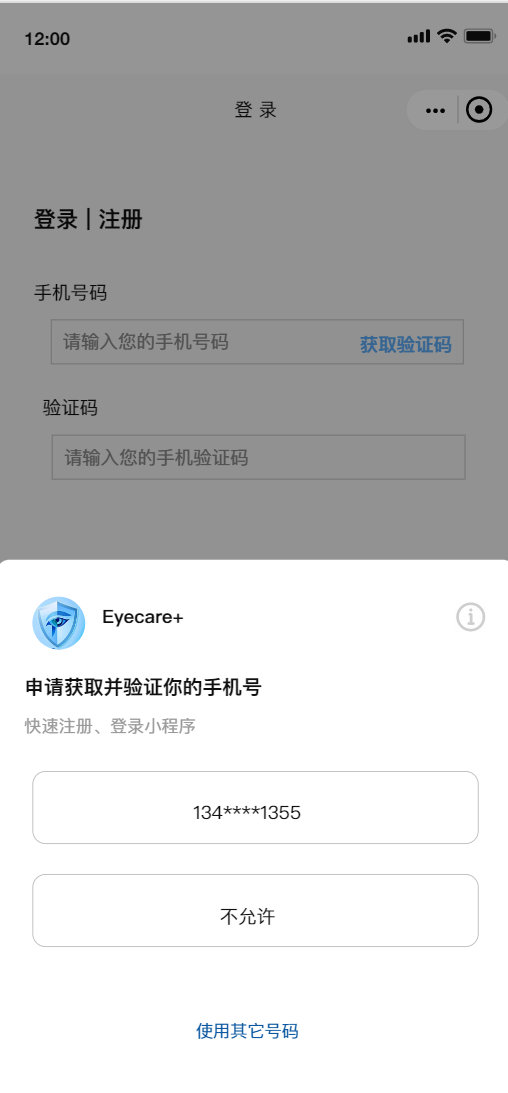 12:00
登 录
登录 | 注册
手机号码
请输入您的手机号码 获取验证码
验证码
请输入您的手机验证码
Eyecare+
申请获取并验证你的手机号
快速注册、登录小程序
134****1355
不允许
使用其它号码